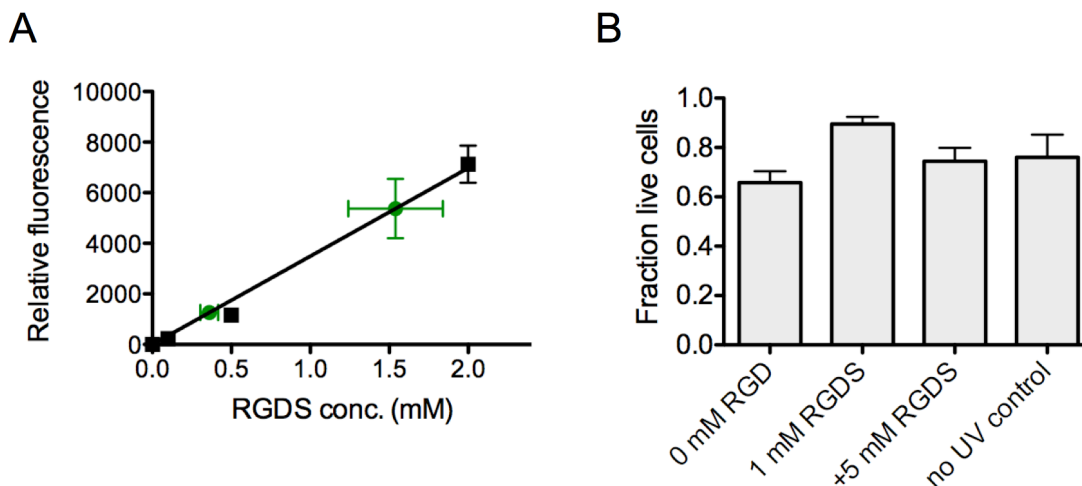 A
B
Relative fluorescence
10000
8000
6000
4000
2000
0
0.0 0.5 1.0 1.5 2.0
RGDS conc. (mM)
Fraction live cells
1.0
0.8
0.6
0.4
0.2
0.0
0 mM RGD
1 mM RGDS
+5 mM RGDS
no UV control